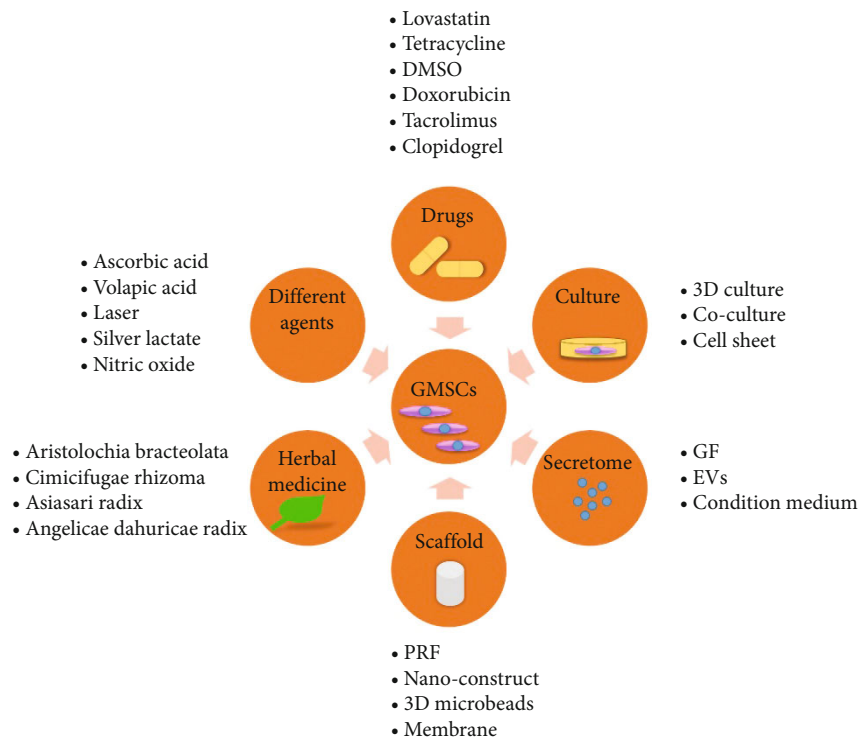 • Lovastatin
• Tetracycline
• DMSO
• Doxorubicin
• Tacrolimus
• Clopidogrel
Drugs
• Ascorbic acid
• Volapic acid
• Laser
• Silver lactate
• Nitric oxide
Different
agents
Culture
• 3D culture
• Co-culture
• Cell sheet
GMSCs
• Aristolochia bracteolata
• Cimicifugae rhizoma
• Asiasari radix
• Angelicae dahuricae radix
Herbal
medicine
Secretome
• GF
• EVs
• Condition medium
Scaffold
• PRF
• Nano-construct
• 3D microbeads
• Membrane